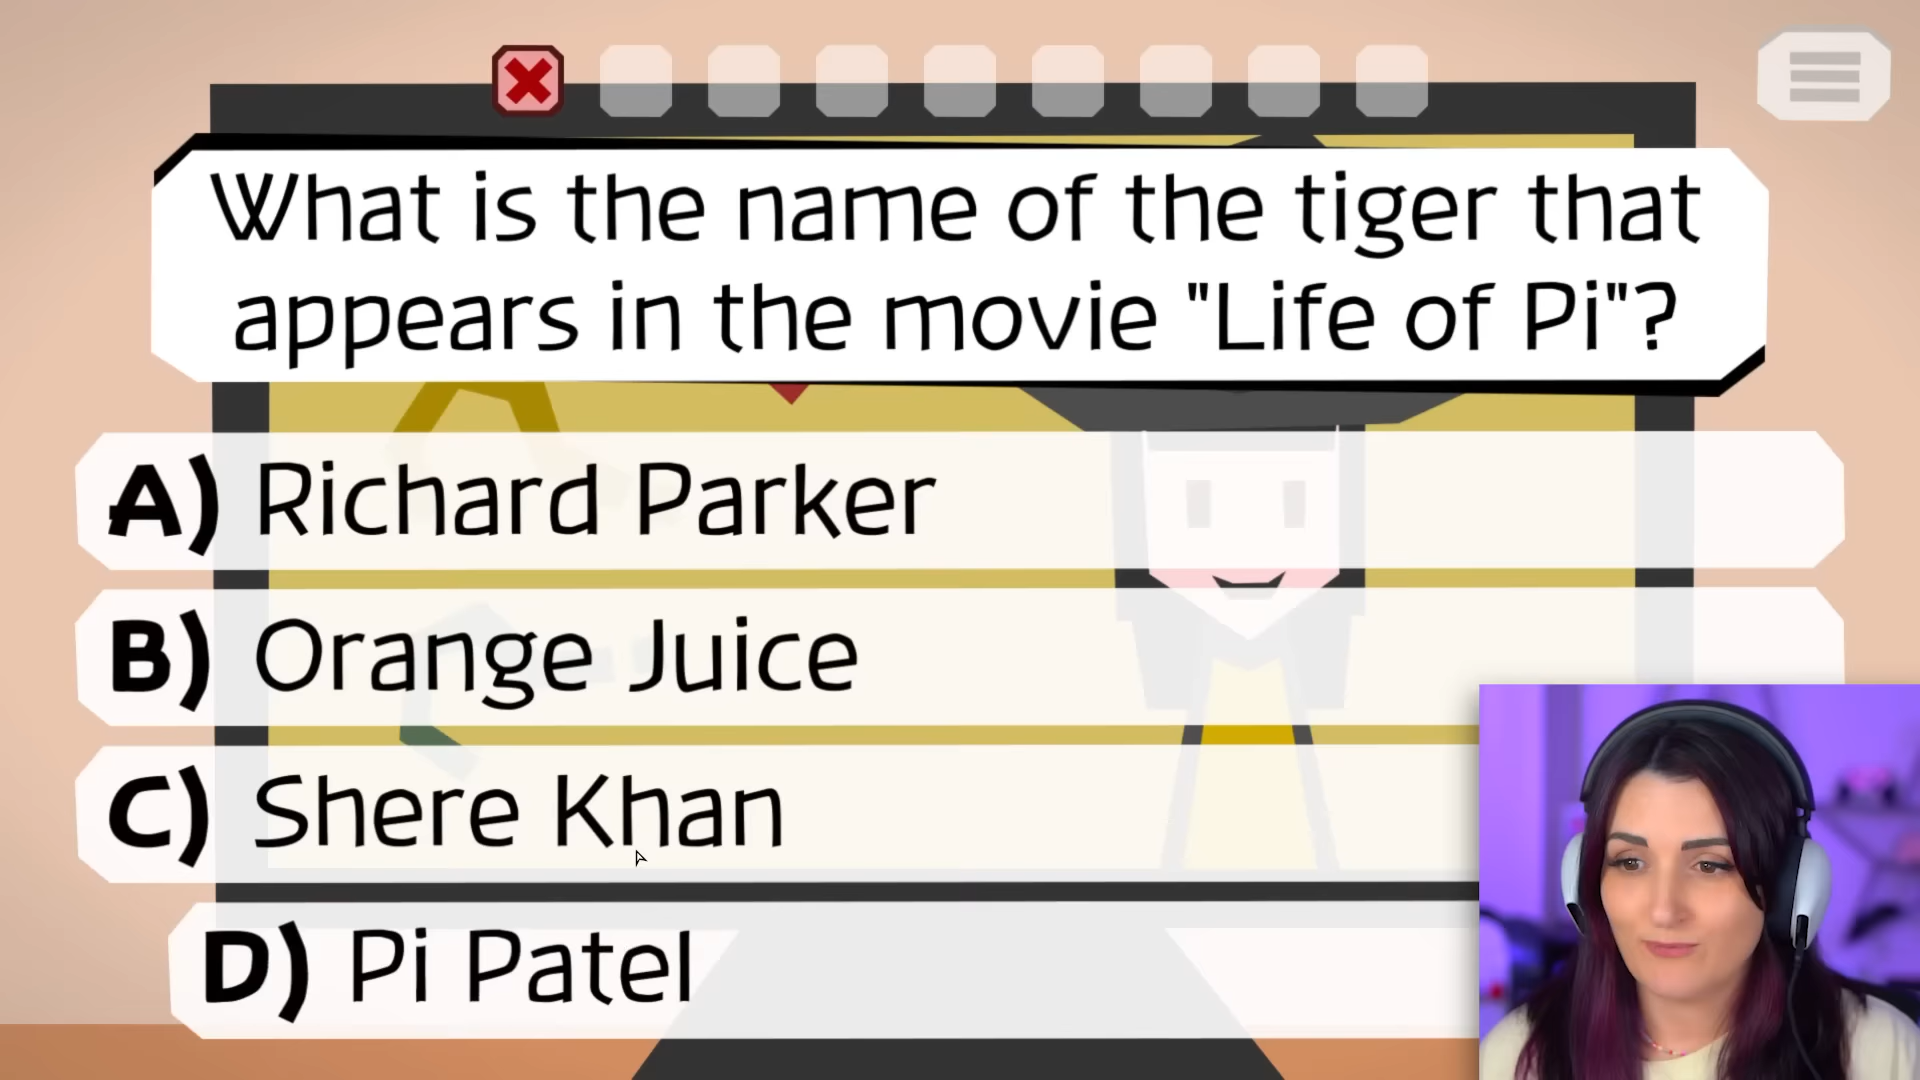 What is the name of the tiger that
appears in the movie "Life of Pi"?
A) Richard Parker
B) Orange Juice
C) Shere Khan
D) Pi Patel